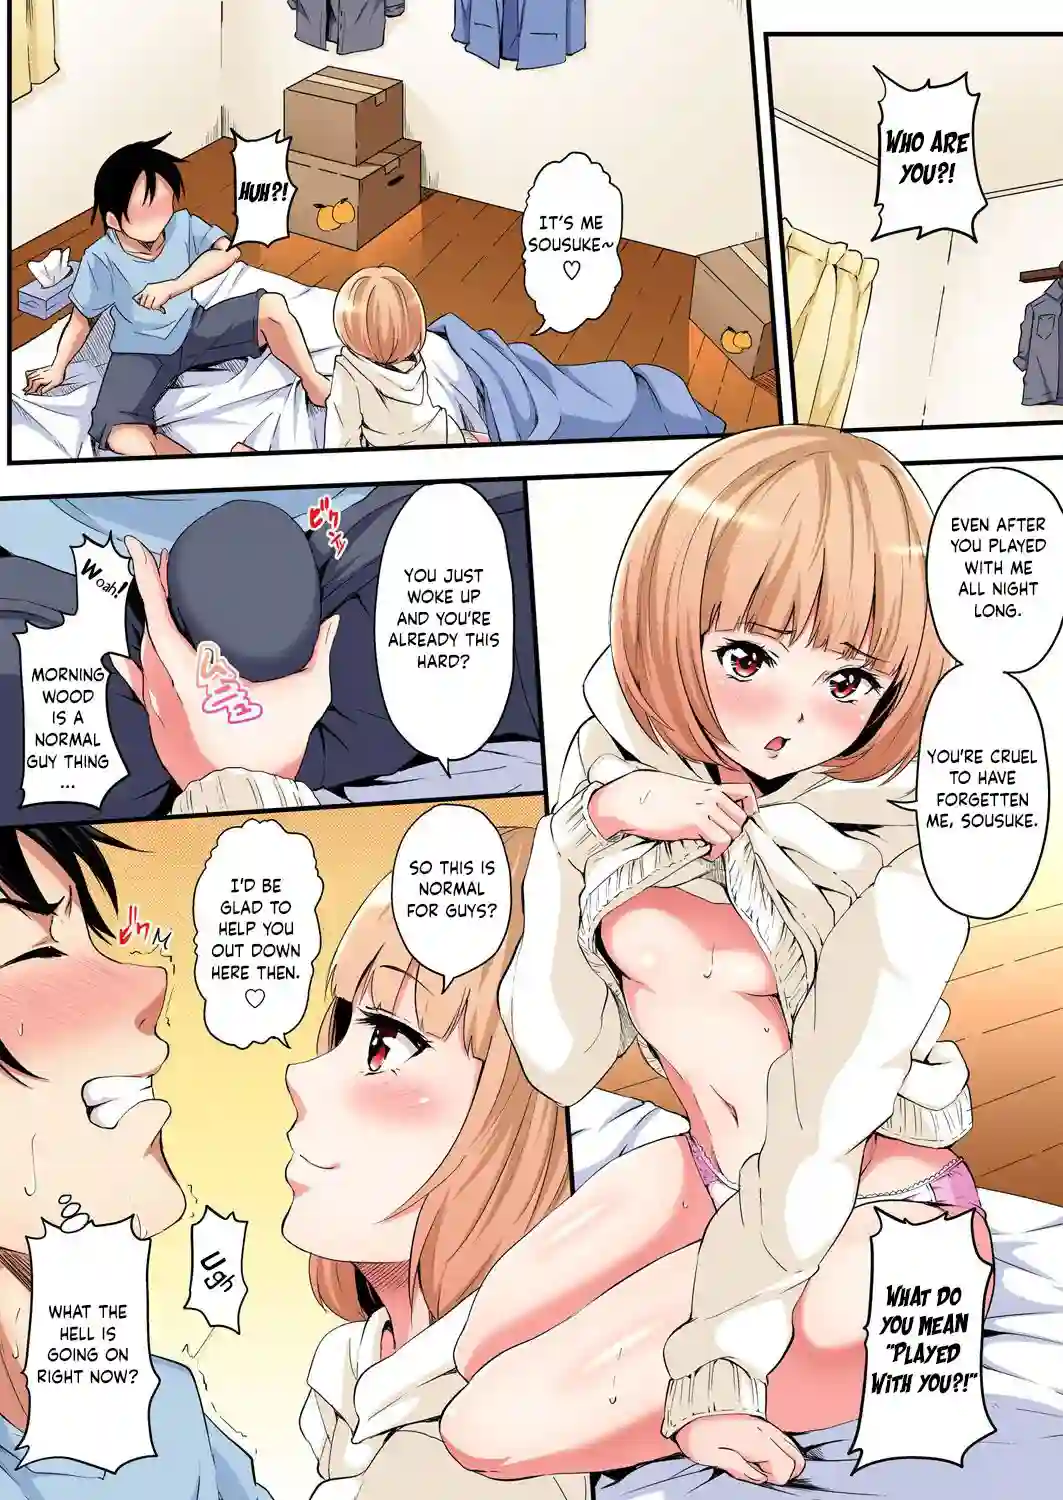 WHO ARE
YOU?!
IT'S ME
SOUSUKE~
♡
HUH?!
EVEN AFTER
YOU PLAYED
WITH ME
ALL NIGHT
LONG.
YOU'RE CRUEL
TO HAVE
FORGETTEN
ME, SOUSUKE.
WHAT DO
YOU MEAN
"PLAYED
WITH YOU?!"
YOU JUST
WOKE UP
AND YOU'RE
ALREADY THIS
HARD?
ビクッ
Woah!
MORNING
WOOD
IS A
NORMAL
GUY THING
...
SO THIS IS
NORMAL
FOR GUYS?
I'D BE
GLAD TO
HELP YOU
OUT DOWN
HERE THEN.
♡
Ugh
WHAT THE
HELL IS
GOING ON
RIGHT NOW?